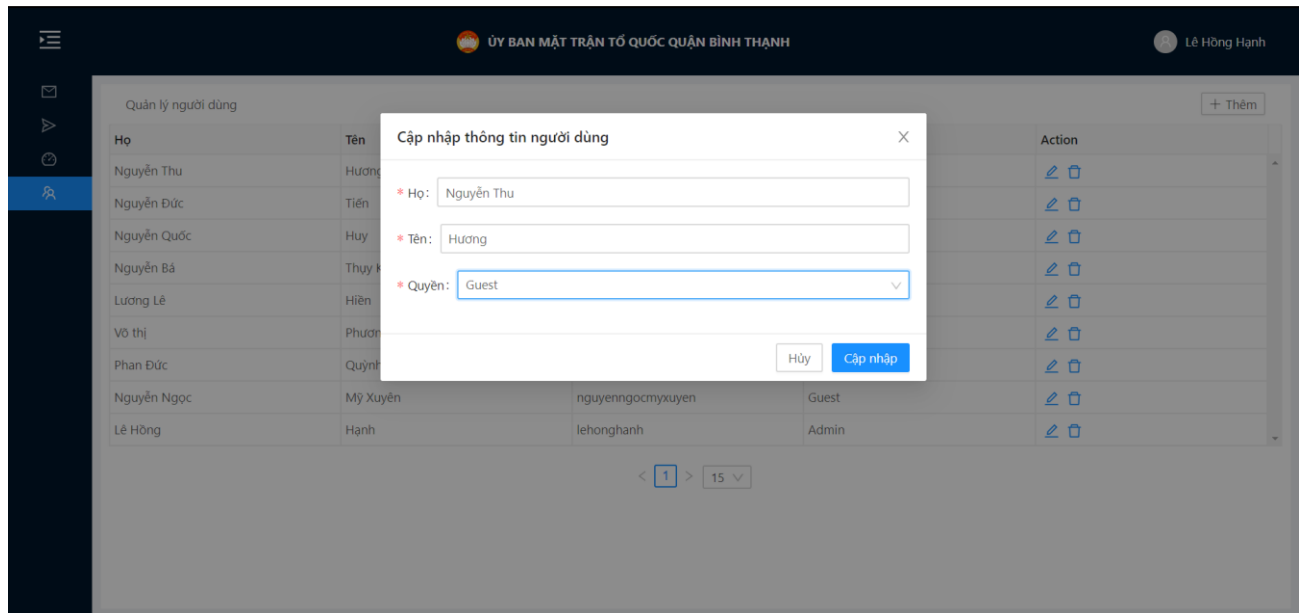 ỦY BAN MẶT TRẬN TỔ QUỐC QUẬN BÌNH THẠNH
Lê Hồng Hạnh
Quản lý người dùng
+ Thêm
Họ Tên Action
Cập nhập thông tin người dùng
Nguyễn Thu
* Họ: Nguyễn Thu
Nguyễn Đức Tiến
Nguyễn Quốc Huy
* Tên: Hương
Nguyễn Bá Thụy
* Quyền: Guest
Lương Lê Hiền
Võ thị
Phan Đức
Hủy Cập nhập
Nguyễn Ngọc Mỹ Xuyên nguyenngocmyxuyen Guest
Lê Hồng Hạnh lehonghanh Admin
< 1 > 15